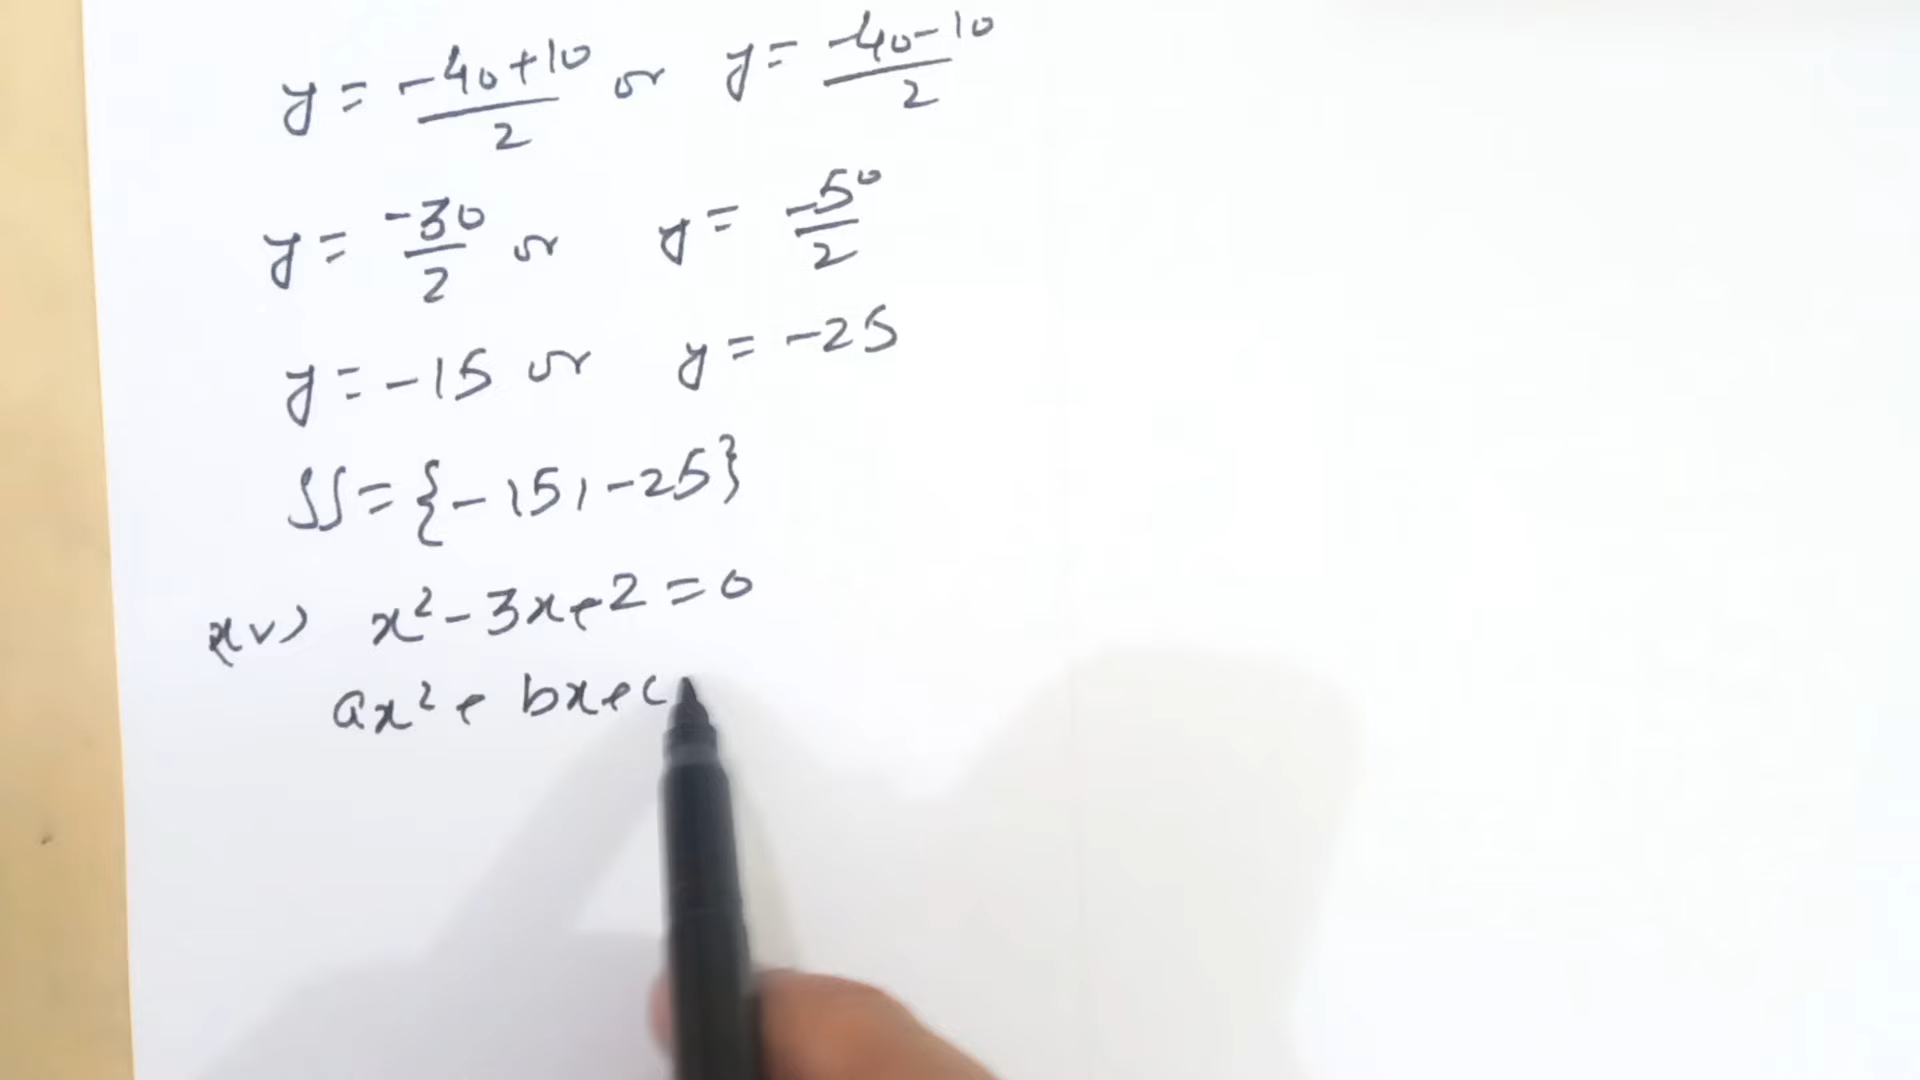 y = (-40+10)/2 or y = (-40-10)/2
y = -30/2 or y = -50/2
y = -15 or y = -25
SS = {-15, -25}
xv) x² - 3x + 2 = 0
ax² + bx + c